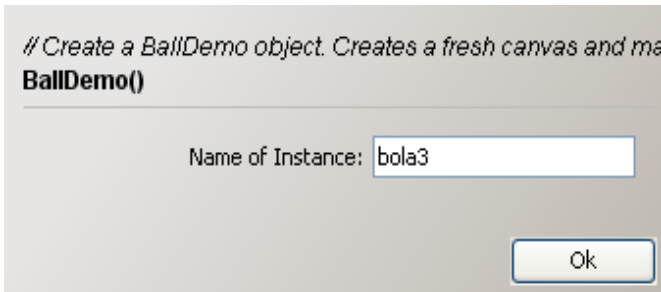 // Create a BallDemo object. Creates a fresh canvas and ma
BallDemo()
Name of Instance: bola3
Ok